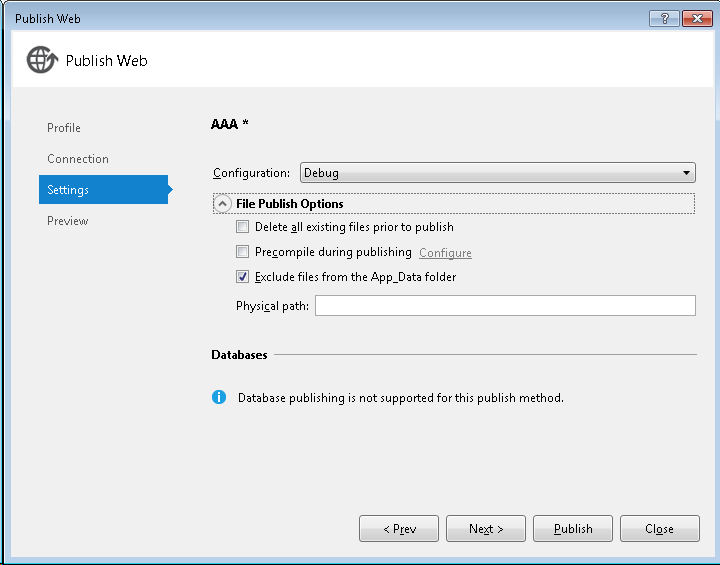 Publish Web
Publish Web
AAA *
Profile
Connection
Settings
Preview
Configuration: Debug
File Publish Options
Delete all existing files prior to publish
Precompile during publishing Configure
Exclude files from the App_Data folder
Physical path:
Databases
Database publishing is not supported for this publish method.
< Prev
Next >
Publish
Close